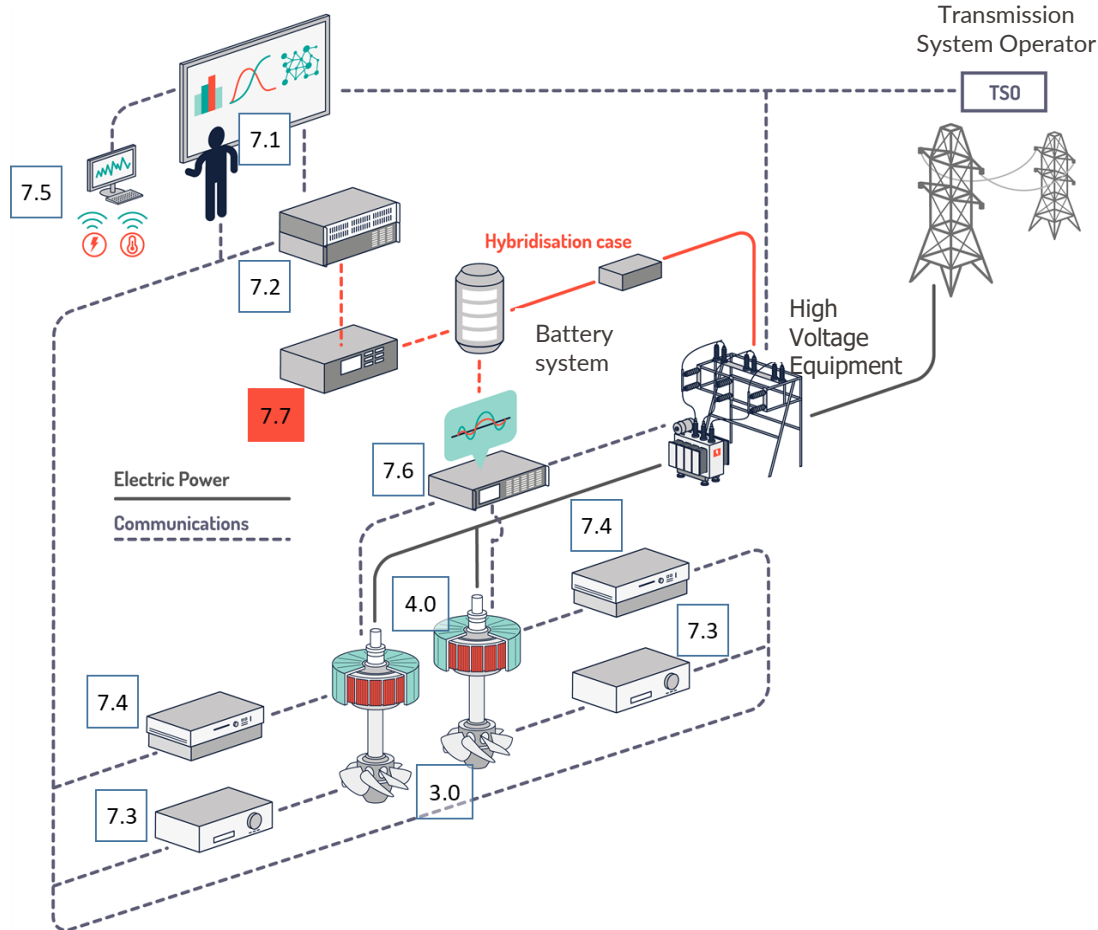 Transmission
System Operator
TSO
7.1
7.5
7.2
Hybridisation case
Battery
system
High
Voltage
Equipment
7.7
7.6
Electric Power
Communications
7.4
4.0
7.3
7.4
3.0
7.3